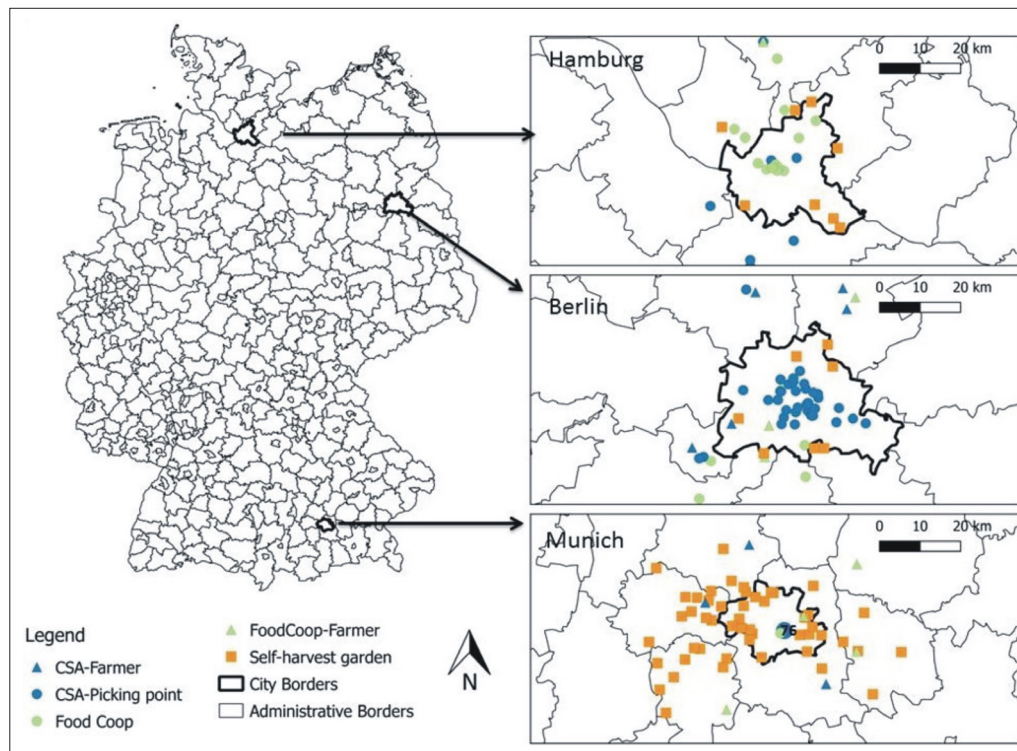 Hamburg
0 10 20 km
Berlin
0 10 20 km
Munich
0 10 20 km
76
Legend
CSA-Farmer
CSA-Picking point
Food Coop
FoodCoop-Farmer
Self-harvest garden
City Borders
Administrative Borders
N